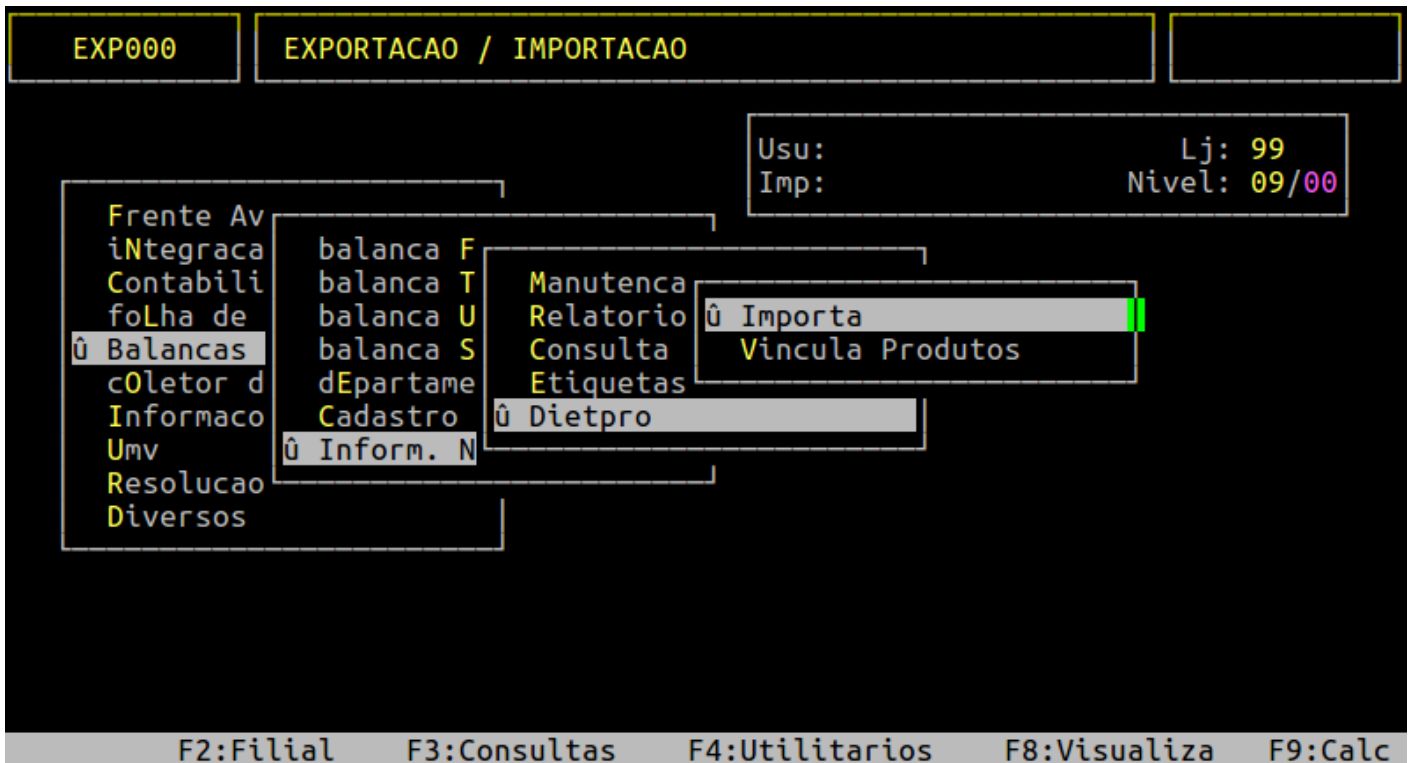 EXP000 EXPORTACAO / IMPORTACAO
Usu: Lj: 99
Imp: Nivel: 09/00
Frente Av
iNtegraca balanca F
Contabili balanca T Manutenca
foLha de balanca U Relatorio û Importa
û Balancas balanca S Consulta Vincula Produtos
cOletor d dEpartame Etiquetas
Informaco Cadastro û Dietpro
Umv û Inform. N
Resolucao
Diversos
F2:Filial F3:Consultas F4:Utilitarios F8:Visualiza F9:Calc